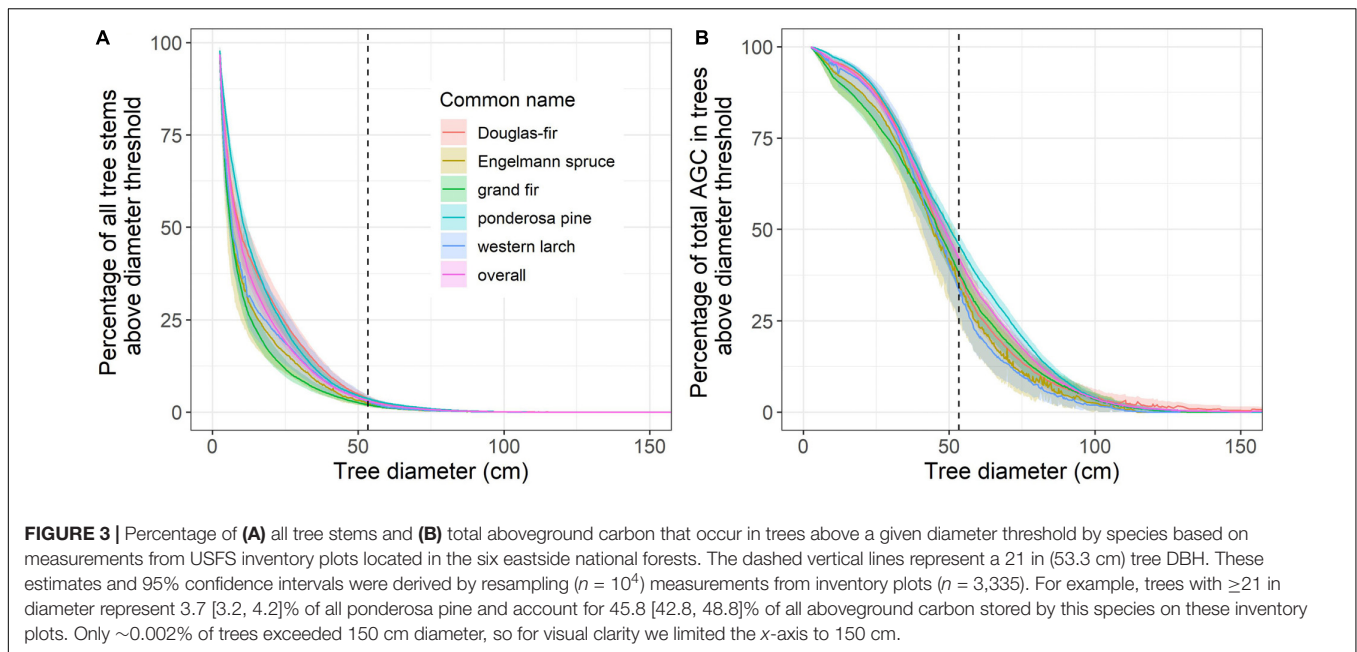 A
B
Percentage of all tree stems
above diameter threshold
100
75
50
25
0
Common name
Douglas-fir
Engelmann spruce
grand fir
ponderosa pine
western larch
overall
0
50
100
150
Tree diameter (cm)
Percentage of total AGC in trees
above diameter threshold
100
75
50
25
0
0
50
100
150
Tree diameter (cm)
FIGURE 3 | Percentage of (A) all tree stems and (B) total aboveground carbon that occur in trees above a given diameter threshold by species based on
measurements from USFS inventory plots located in the six eastside national forests. The dashed vertical lines represent a 21 in (53.3 cm) tree DBH. These
estimates and 95% confidence intervals were derived by resampling (n = 10⁴) measurements from inventory plots (n = 3,335). For example, trees with ≥21 in
diameter represent 3.7 [3.2, 4.2]% of all ponderosa pine and account for 45.8 [42.8, 48.8]% of all aboveground carbon stored by this species on these inventory
plots. Only ∼0.002% of trees exceeded 150 cm diameter, so for visual clarity we limited the x-axis to 150 cm.